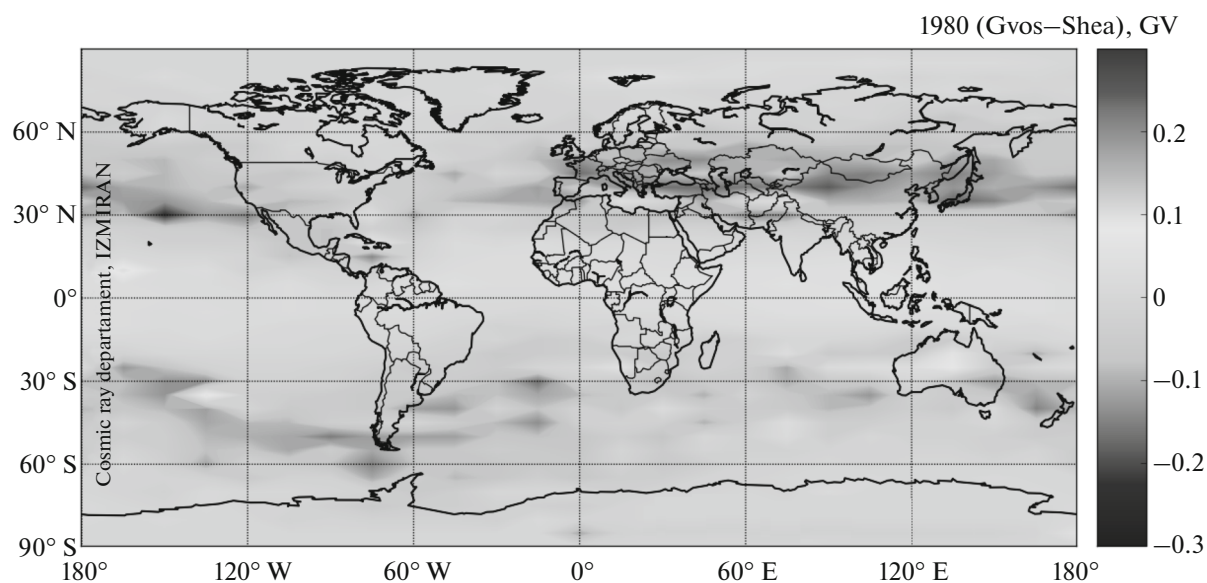 1980 (Gvos–Shea), GV
60° N
30° N
0°
30° S
60° S
90° S
180°
120° W
60° W
0°
60° E
120° E
180°
Cosmic ray departament, IZMIRAN
0.2
0.1
0
–0.1
–0.2
–0.3